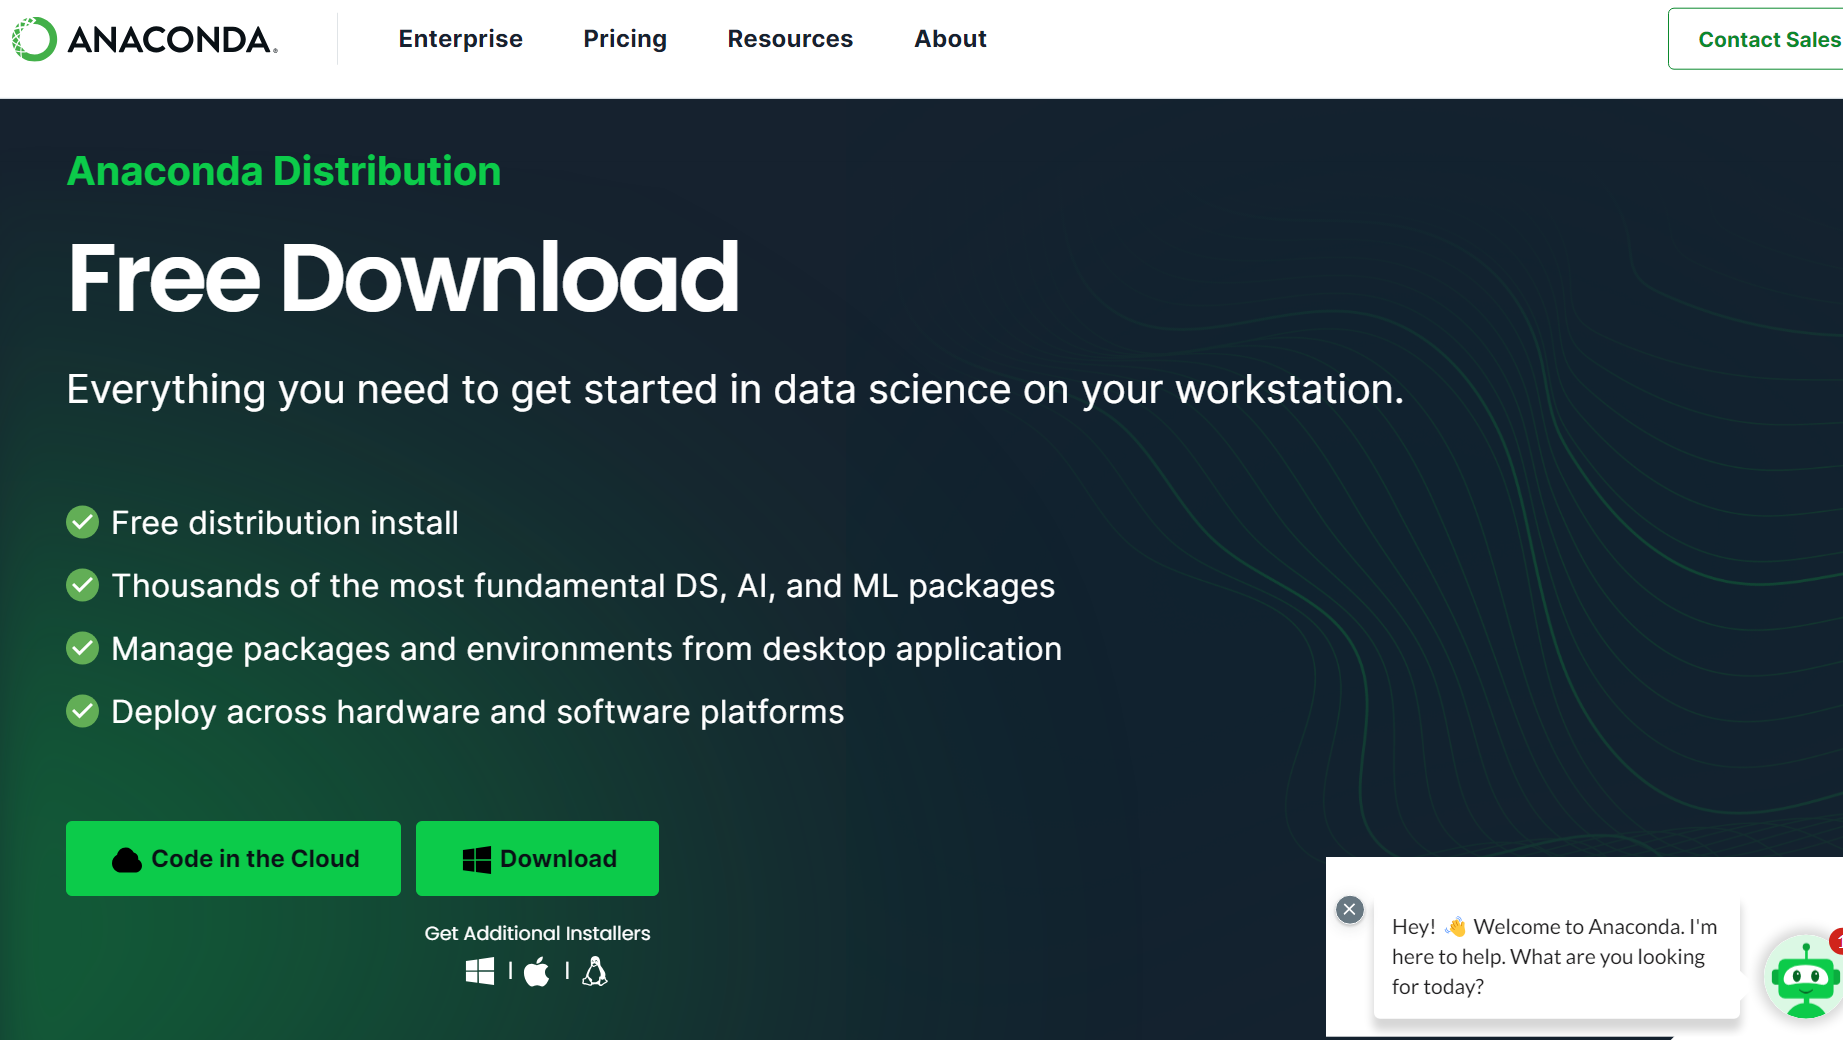 ANACONDA.
Enterprise
Pricing
Resources
About
Contact Sales
Anaconda Distribution
Free Download
Everything you need to get started in data science on your workstation.
Free distribution install
Thousands of the most fundamental DS, AI, and ML packages
Manage packages and environments from desktop application
Deploy across hardware and software platforms
Code in the Cloud
Download
Get Additional Installers
Hey! 👋 Welcome to Anaconda. I'm
here to help. What are you looking
for today?
1